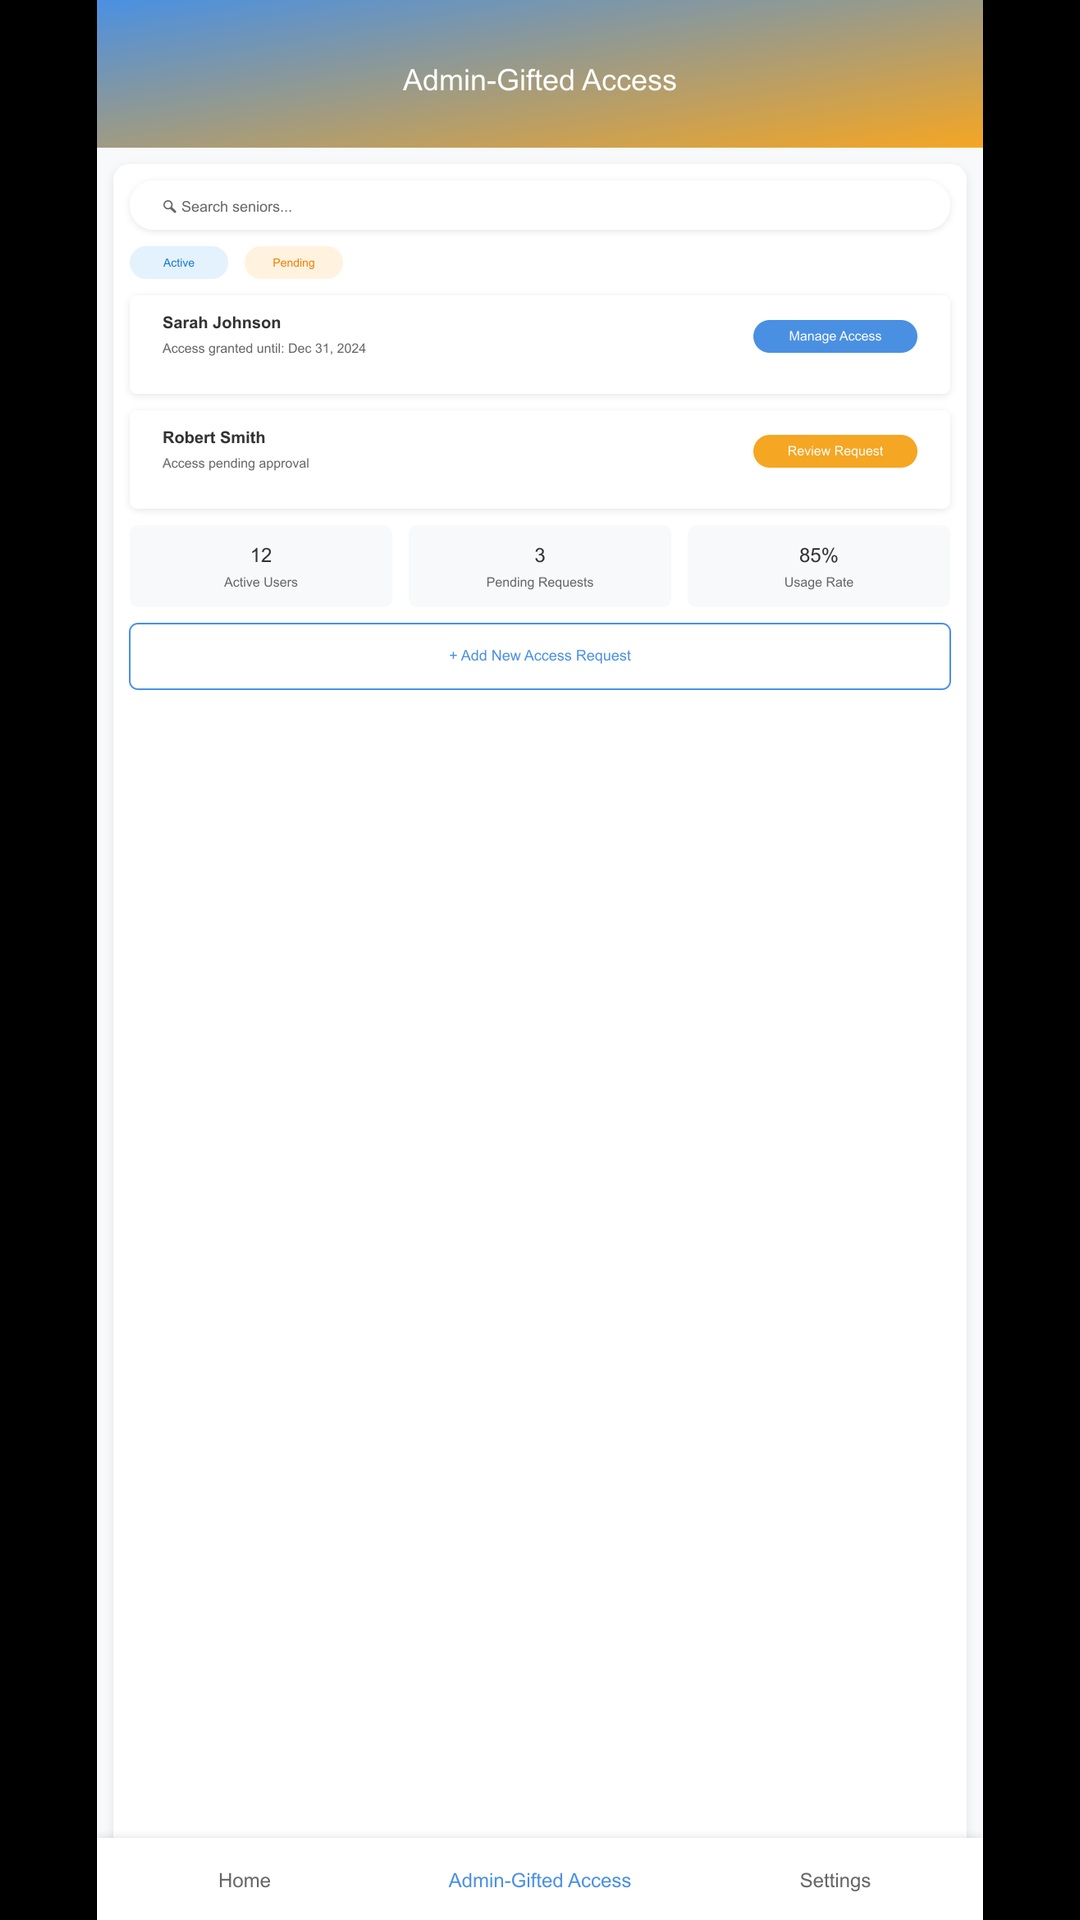 Admin-Gifted Access
🔍 Search seniors...
Active
Pending
Sarah Johnson
Access granted until: Dec 31, 2024
Manage Access
Robert Smith
Access pending approval
Review Request
12
Active Users
3
Pending Requests
85%
Usage Rate
+ Add New Access Request
Home
Admin-Gifted Access
Settings